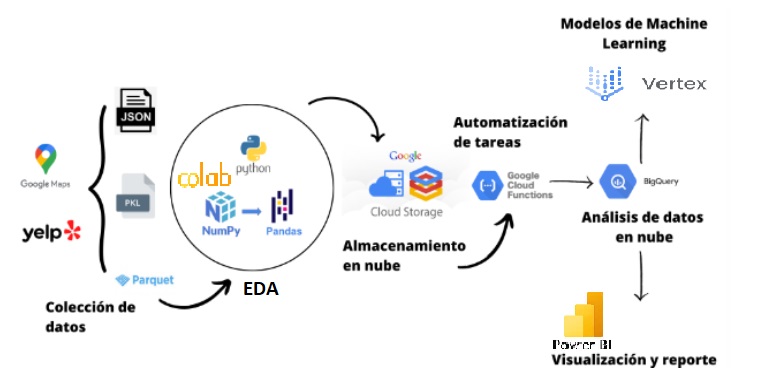 Modelos de Machine
Learning
Vertex
JSON
Google Maps
PKL
yelp
Parquet
Colección de
datos
python
colab
NumPy
Pandas
EDA
Google
Cloud Storage
Almacenamiento
en nube
Automatización
de tareas
Google
Cloud
Functions
BigQuery
Análisis de datos
en nube
Power BI
Visualización y reporte